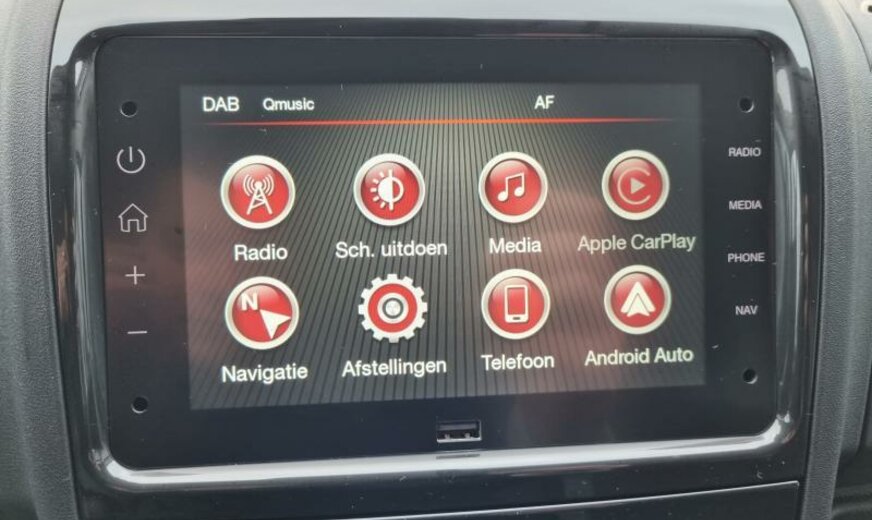 DAB Qmusic AF
RADIO
MEDIA
PHONE
NAV
Radio Sch. uitdoen Media Apple CarPlay
N
Navigatie Afstellingen Telefoon Android Auto